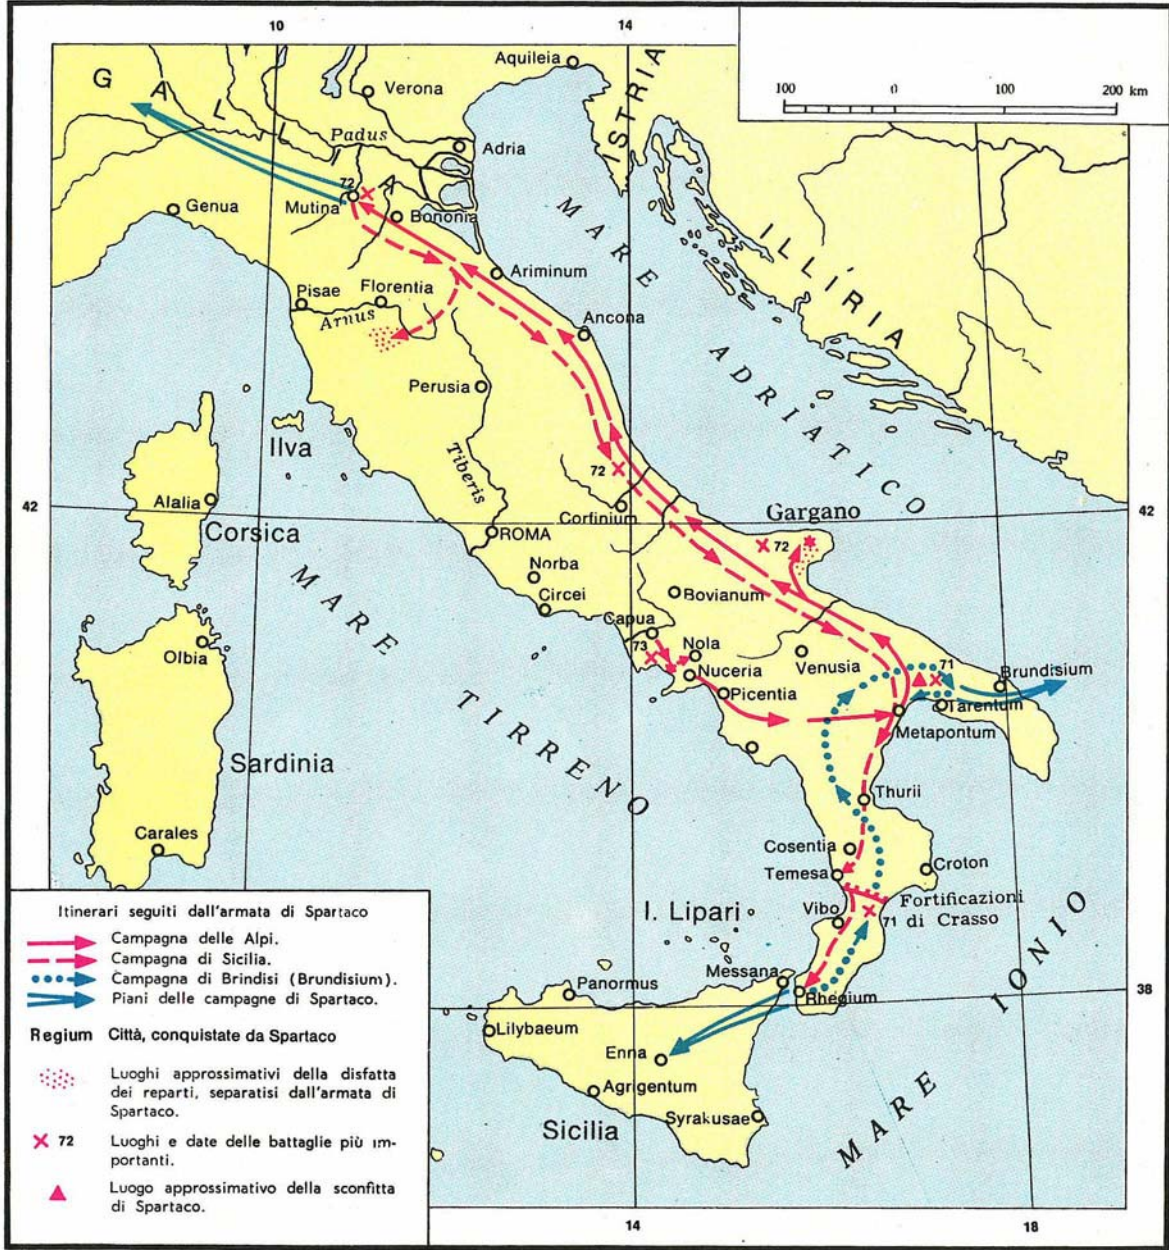 10
14
100
0
100
200 km
Aquileia
ISTRIA
GALLIA
Verona
Padus
Adria
72
Mutina
Bononia
Genua
MARE ADRIATICO
ILLÍRIA
Ariminum
Pisae
Florentia
Arnus
Ancona
Perusia
Ilva
Tiberis
72
Alalia
Corsica
42
Corfinium
ROMA
Gargano
42
72
Norba
Circei
Bovianum
MARE TIRRENO
Olbia
Capua
73
Nola
Nuceria
Picentia
Venusia
71
Brundisium
Tarentum
Metapontum
Sardinia
Thurii
Carales
Cosentia
Temesa
Croton
Fortificazioni
di Crasso
Vibo
71
I. Lipari
Messana
Rhegium
38
Panormus
Lilybaeum
Enna
Agrigentum
Syrakusae
Sicilia
MARE IONIO
14
18
Itinerari seguiti dall'armata di Spartaco
Campagna delle Alpi.
Campagna di Sicilia.
Campagna di Brindisi (Brundisium).
Piani delle campagne di Spartaco.
Regium Città, conquistate da Spartaco
Luoghi approssimativi della disfatta
dei reparti, separatisi dall'armata di
Spartaco.
72 Luoghi e date delle battaglie più im-
portanti.
Luogo approssimativo della sconfitta
di Spartaco.